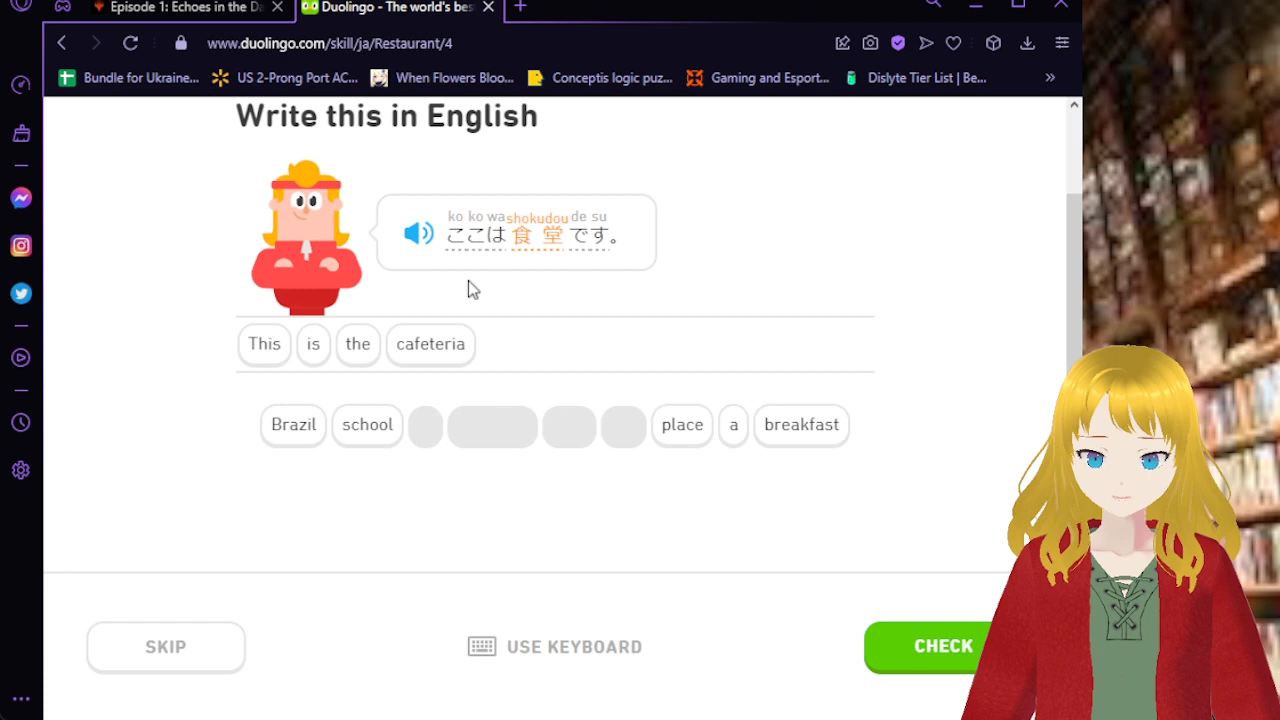 Episode 1: Echoes in the Da
Duolingo - The world's bes
www.duolingo.com/skill/ja/Restaurant/4
Bundle for Ukraine...
US 2-Prong Port AC...
When Flowers Bloo...
Conceptis logic puz...
Gaming and Esport...
Dislyte Tier List | Be...
Write this in English
ko ko wa shokudou de su
ここは食堂です。
This is the cafeteria
Brazil school place a breakfast
SKIP
USE KEYBOARD
CHECK